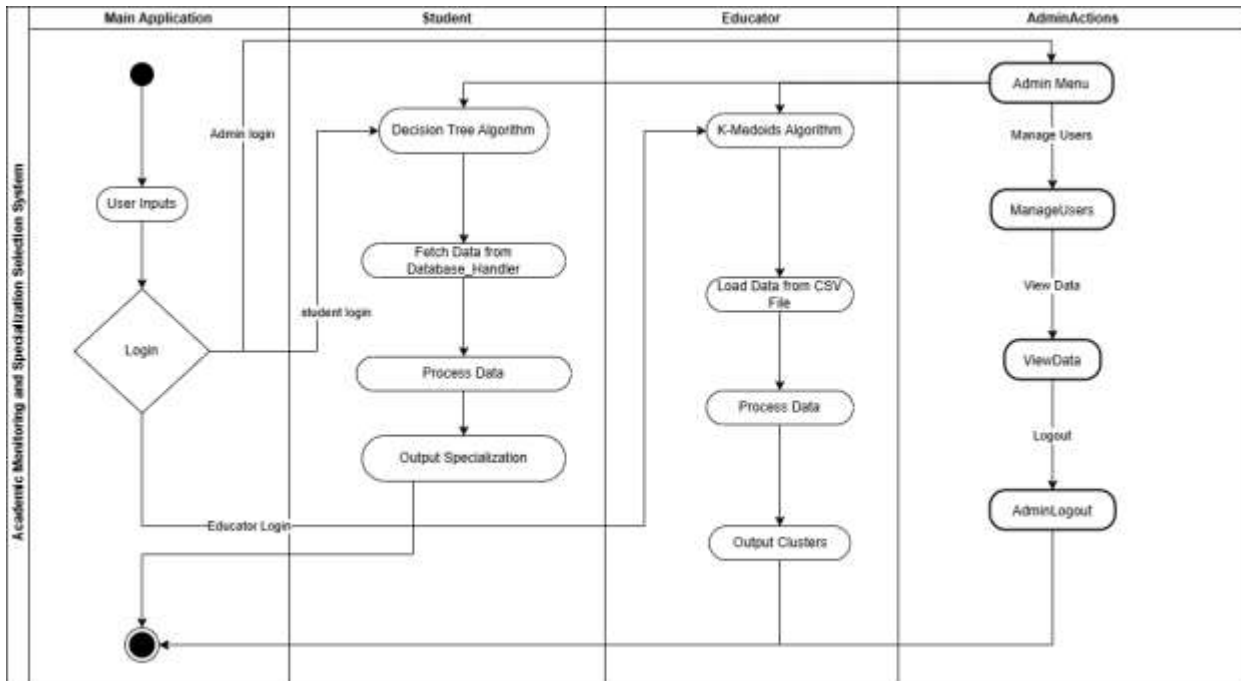 Main Application
Student
Educator
AdminActions
Academic Monitoring and Specialization Selection System
Admin Menu
Decision Tree Algorithm
K-Medoids Algorithm
Admin login
Manage Users
User Inputs
ManageUsers
Fetch Data from
Database_Handler
Load Data from CSV
File
View Data
student login
Login
ViewData
Process Data
Process Data
Logout
Output Specialization
AdminLogout
Educator Login
Output Clusters